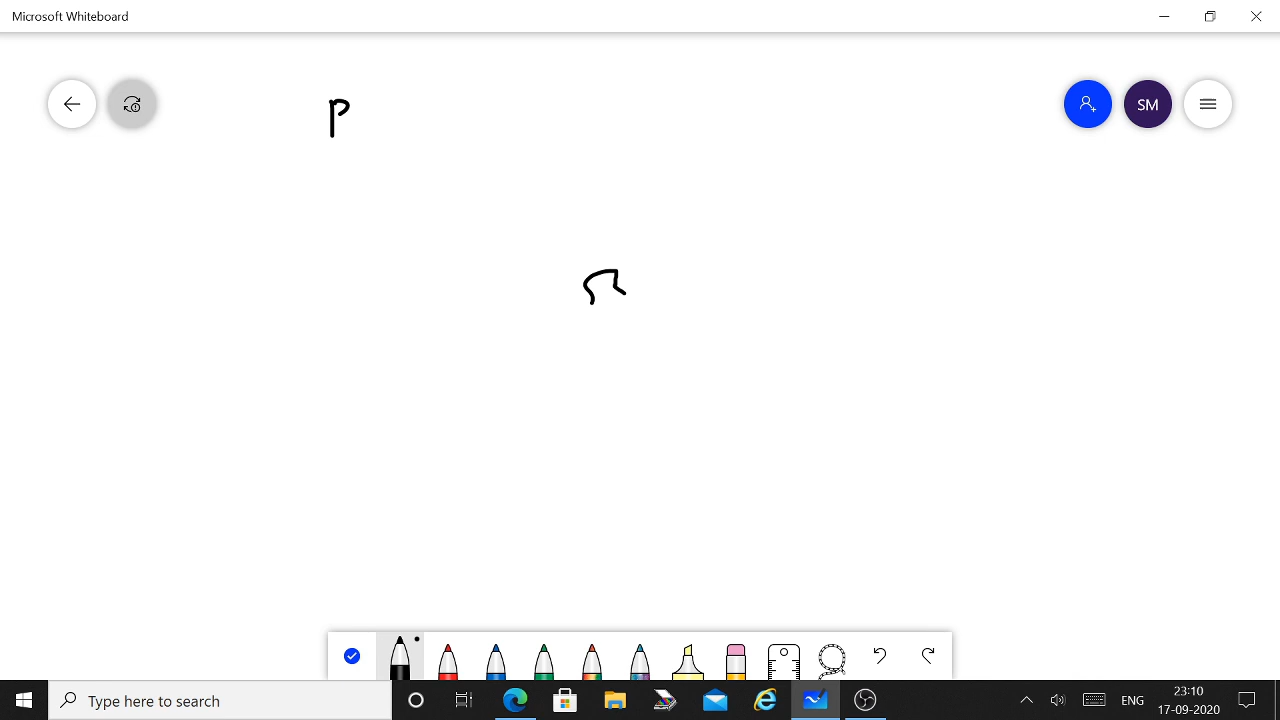 Microsoft Whiteboard
P
SM
Type here to search
ENG
23:10
17-09-2020